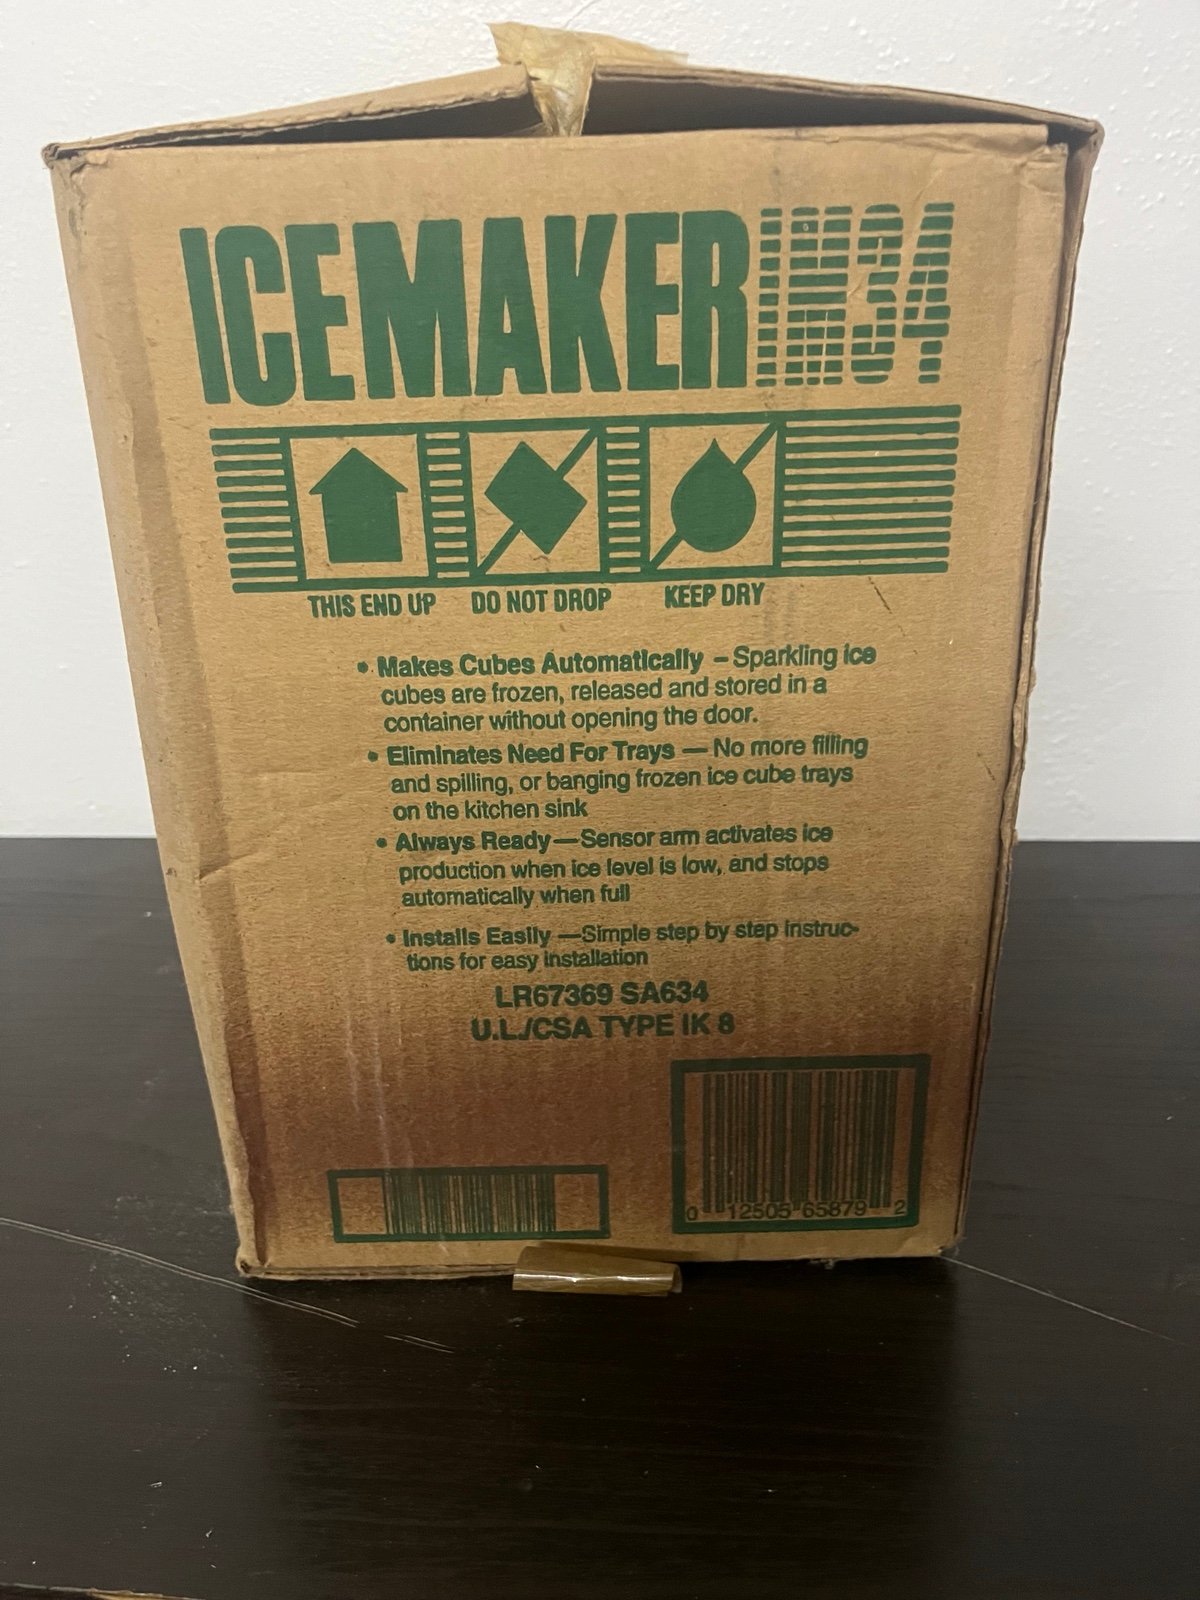 ICEMAKER IM34
THIS END UP DO NOT DROP KEEP DRY
• Makes Cubes Automatically – Sparkling ice
cubes are frozen, released and stored in a
container without opening the door.
• Eliminates Need For Trays — No more filling
and spilling, or banging frozen ice cube trays
on the kitchen sink
• Always Ready—Sensor arm activates ice
production when ice level is low, and stops
automatically when full
• Installs Easily —Simple step by step instruc-
tions for easy installation
LR67369 SA634
U.L./CSA TYPE IK 8
0 12505 65879 2